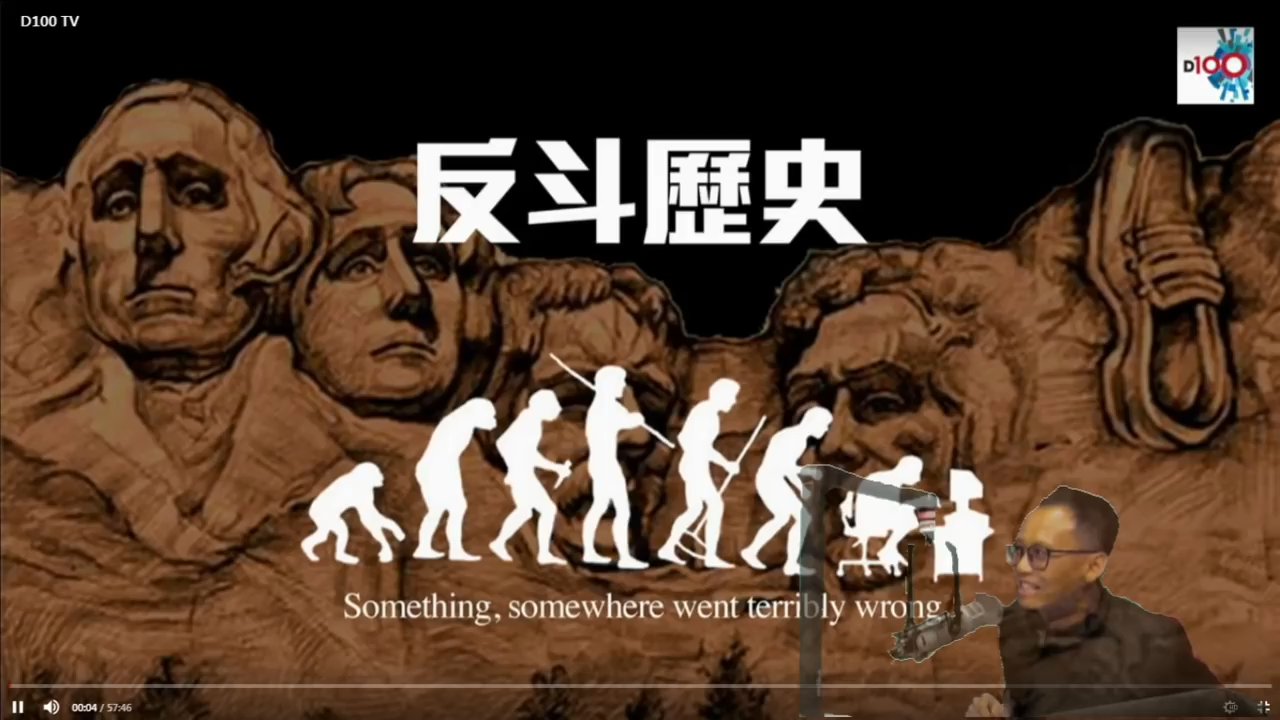 D100 TV
D100
反斗歷史
Something, somewhere went terribly wrong
00:04 / 57:46